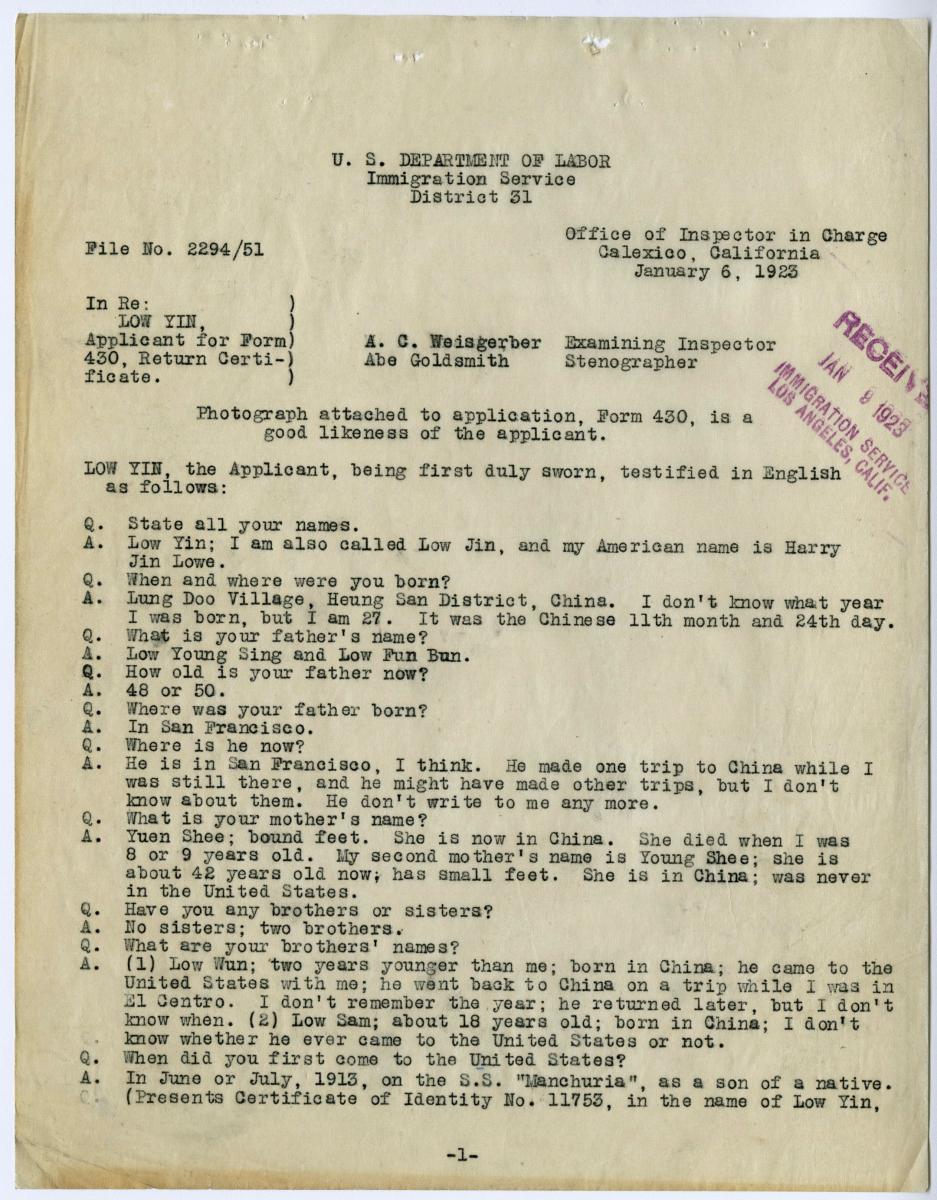 U. S. DEPARTMENT OF LABOR
Immigration Service
District 31
Office of Inspector in Charge
File No. 2294/51
Calexico, California
January 6, 1923
In Re: )
LOW YIN, )
Applicant for Form) A. C. Weisgerber Examining Inspector
430, Return Certi-) Abe Goldsmith Stenographer
ficate. )
RECEIVE
JAN 9 1923
IMMIGRATION SERVICE
LOS ANGELES, CALIF.
Photograph attached to application, Form 430, is a
good likeness of the applicant.
LOW YIN, the Applicant, being first duly sworn, testified in English
as follows:
Q. State all your names.
A. Low Yin; I am also called Low Jin, and my American name is Harry
Jin Lowe.
Q. When and where were you born?
A. Lung Doo Village, Heung San District, China. I don't know what year
I was born, but I am 27. It was the Chinese 11th month and 24th day.
Q. What is your father's name?
A. Low Young Sing and Low Fun Bun.
Q. How old is your father now?
A. 48 or 50.
Q. Where was your father born?
A. In San Francisco.
Q. Where is he now?
A. He is in San Francisco, I think. He made one trip to China while I
was still there, and he might have made other trips, but I don't
know about them. He don't write to me any more.
Q. What is your mother's name?
A. Yuen Shee; bound feet. She is now in China. She died when I was
8 or 9 years old. My second mother's name is Young Shee; she is
about 42 years old now; has small feet. She is in China; was never
in the United States.
Q. Have you any brothers or sisters?
A. No sisters; two brothers.
Q. What are your brothers' names?
A. (1) Low Wun; two years younger than me; born in China; he came to the
United States with me; he went back to China on a trip while I was in
El Centro. I don't remember the year; he returned later, but I don't
know when. (2) Low Sam; about 18 years old; born in China; I don't
know whether he ever came to the United States or not.
Q. When did you first come to the United States?
A. In June or July, 1913, on the S.S. "Manchuria", as a son of a native.
(Presents Certificate of Identity No. 11753, in the name of Low Yin,
-1-